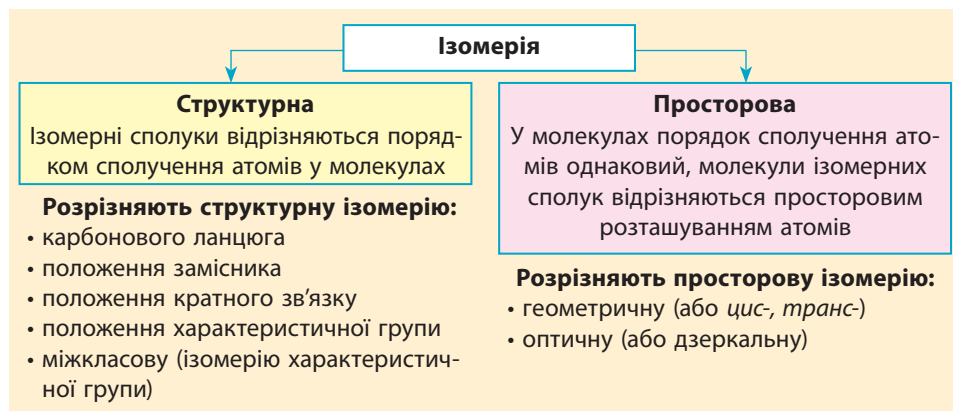 Ізомерія
Структурна
Ізомерні сполуки відрізняються поряд-
ком сполучення атомів у молекулах
Розрізняють структурну ізомерію:
• карбонового ланцюга
• положення замісника
• положення кратного зв’язку
• положення характеристичної групи
• міжкласову (ізомерію характеристич-
ної групи)
Просторова
У молекулах порядок сполучення ато-
мів однаковий, молекули ізомерних
сполук відрізняються просторовим
розташуванням атомів
Розрізняють просторову ізомерію:
• геометричну (або цис-, транс-)
• оптичну (або дзеркальну)